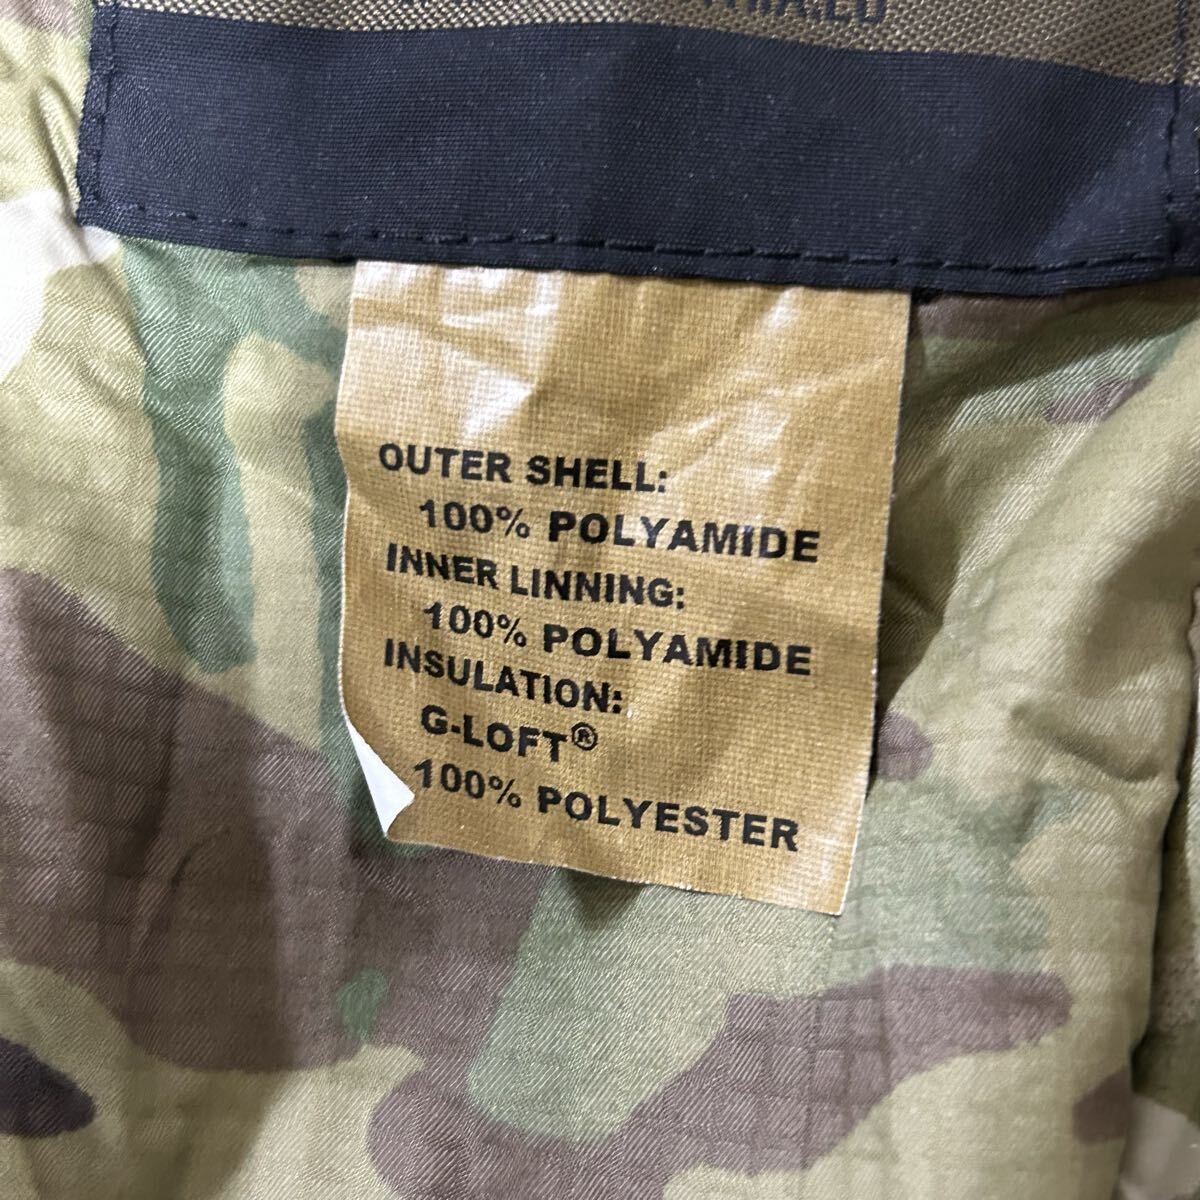 OUTER SHELL:
100% POLYAMIDE
INNER LINNING:
100% POLYAMIDE
INSULATION:
G-LOFT®
100% POLYESTER